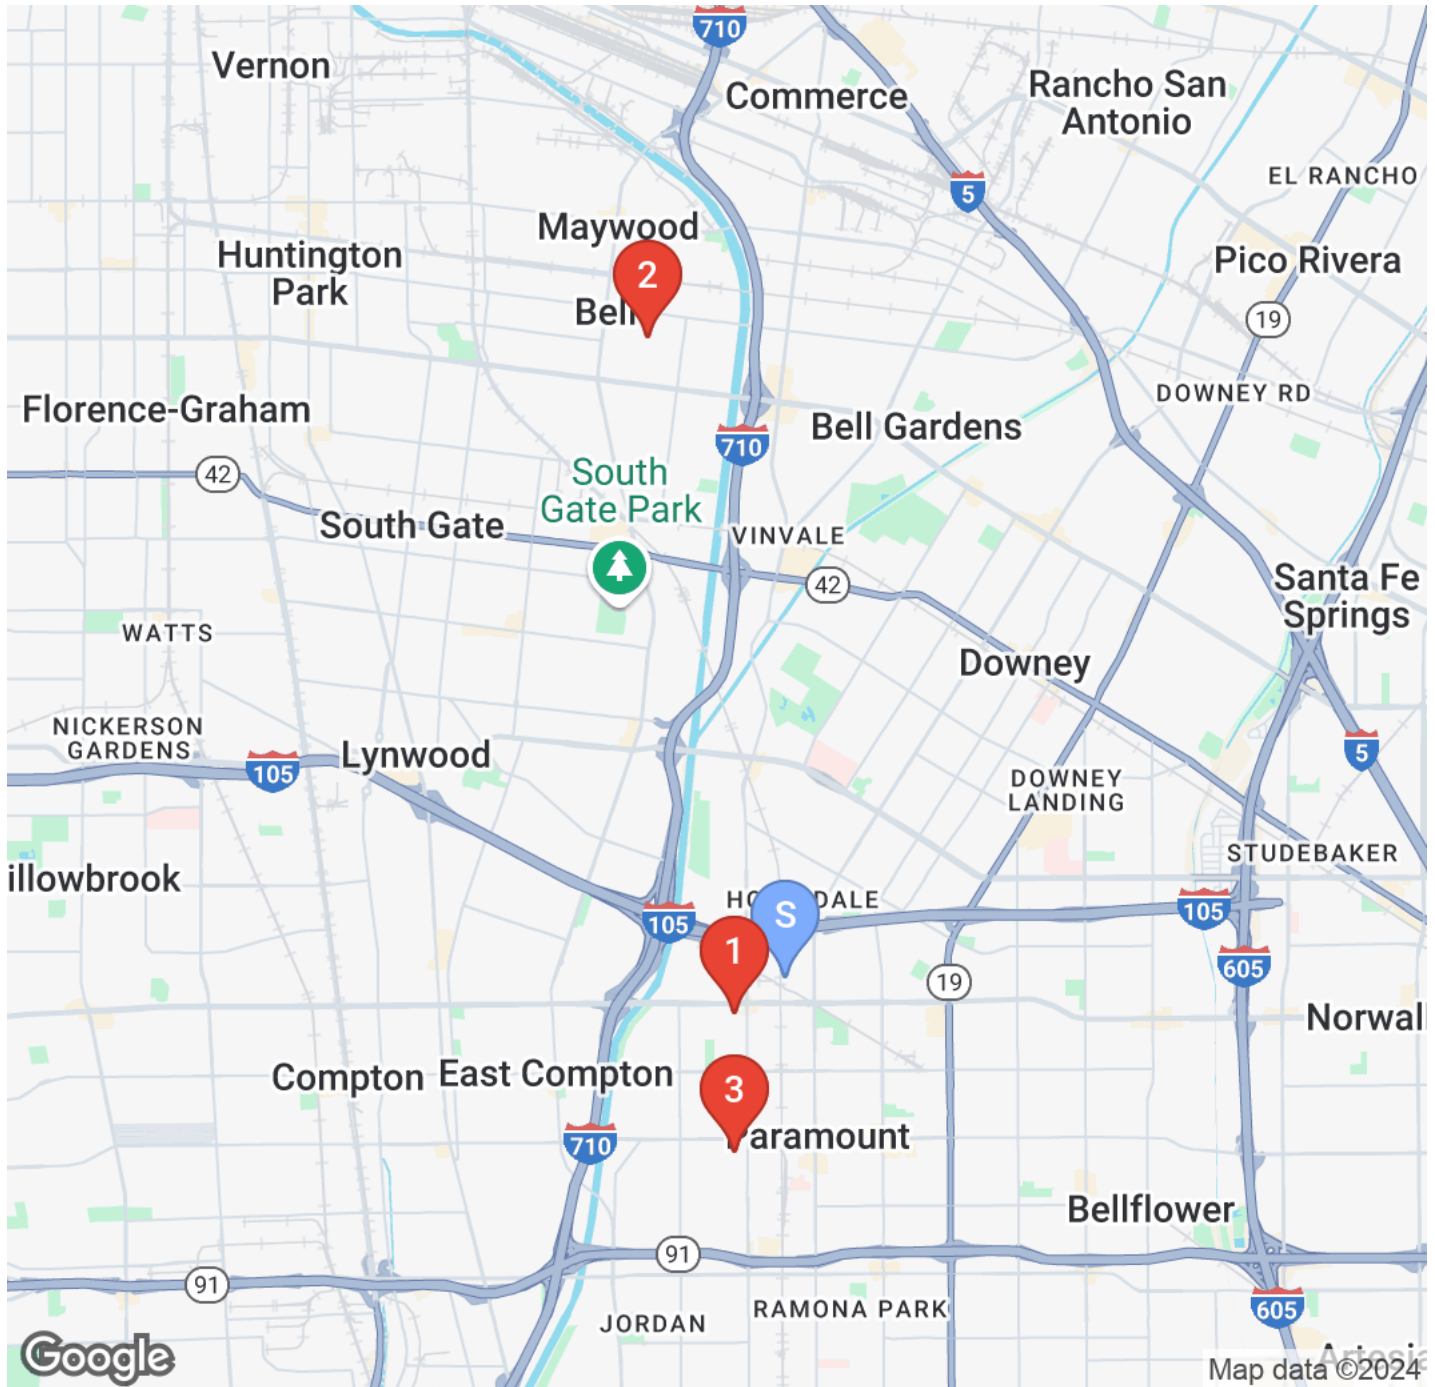 710
Vernon
Commerce
Rancho San
Antonio
5
EL RANCHO
Maywood
Huntington
Park
2
Bell
Pico Rivera
19
DOWNEY RD
Florence-Graham
Bell Gardens
710
42
South
Gate Park
South Gate
VINVALE
42
Santa Fe
Springs
WATTS
Downey
NICKERSON
GARDENS
Lynwood
105
5
DOWNEY
LANDING
STUDEBAKER
illowbrook
S
105
105
1
605
19
Norwal
Compton
East Compton
3
Paramount
710
Bellflower
91
91
605
RAMONA PARK
JORDAN
Google
Map data ©2024